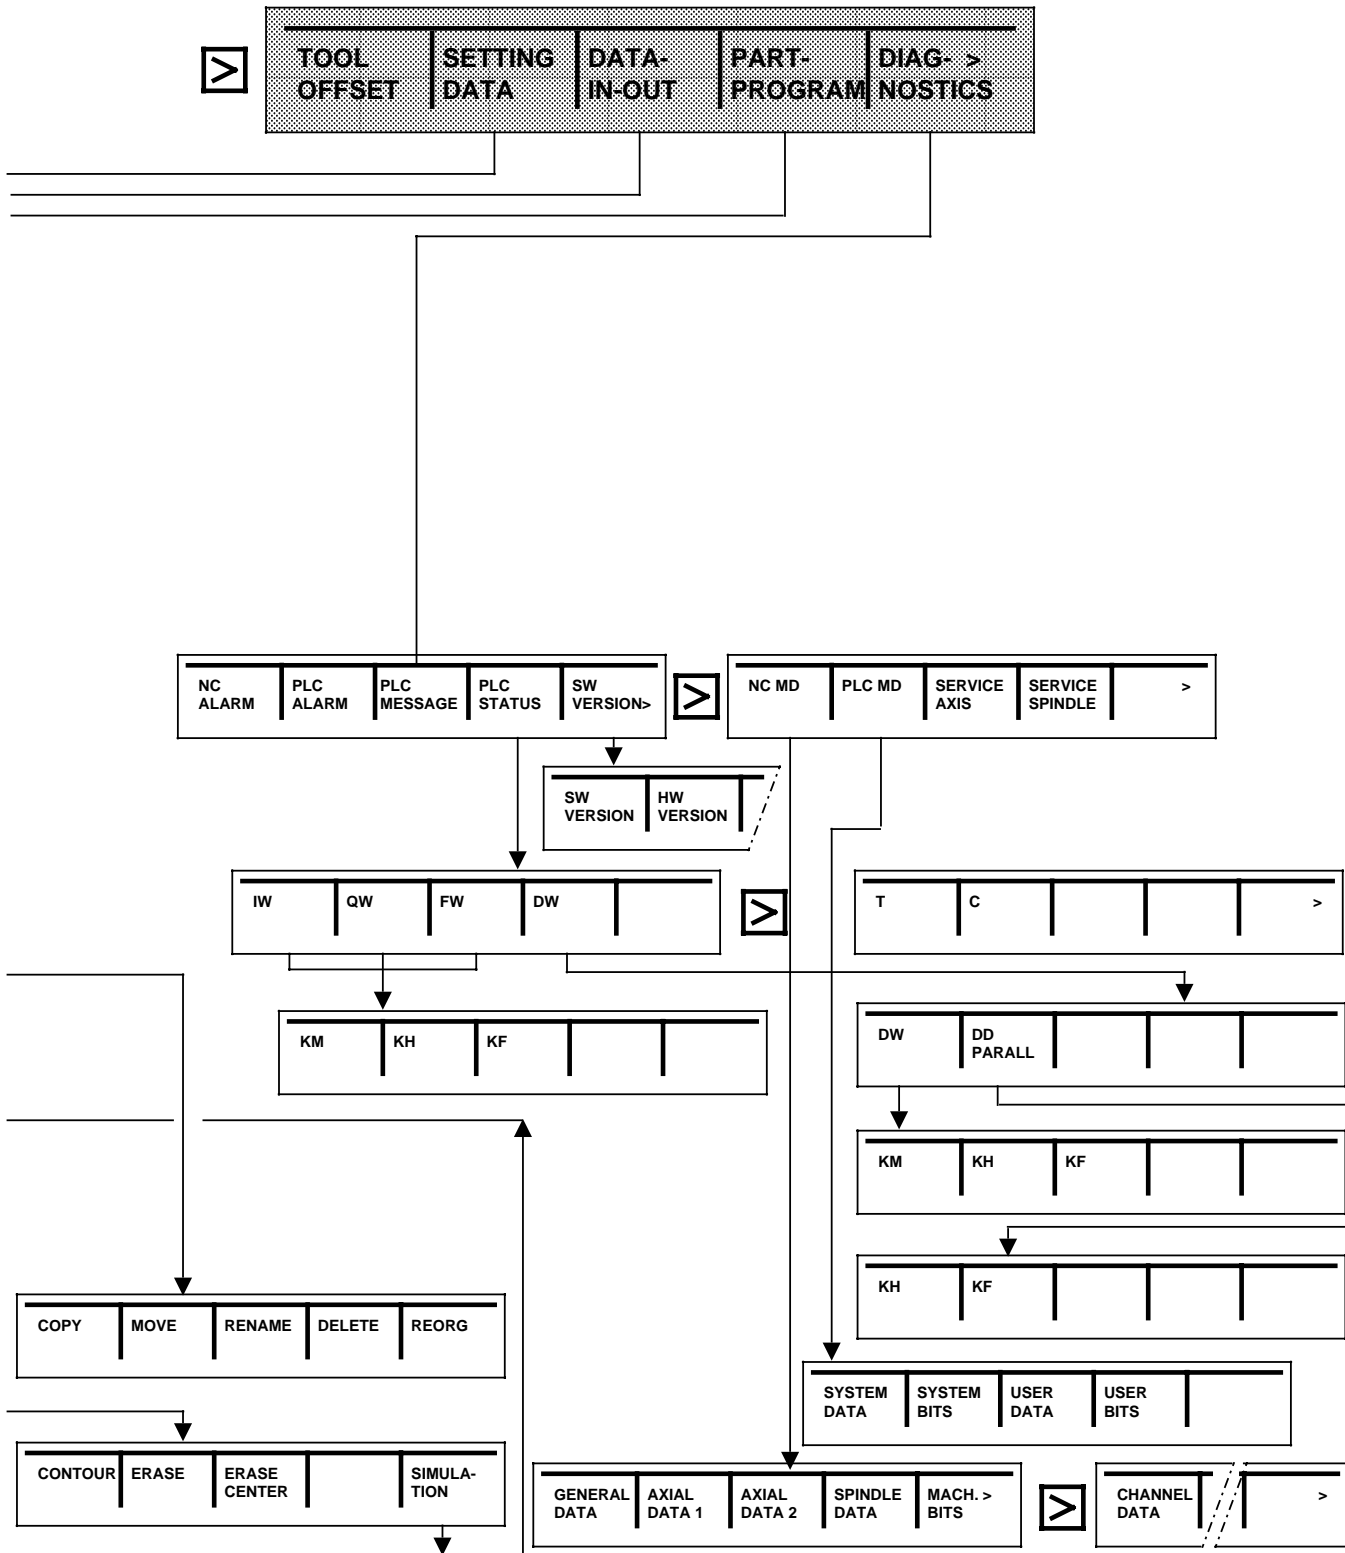 >
TOOL OFFSET
SETTING DATA
DATA-IN-OUT
PART-PROGRAM
DIAG- > NOSTICS
NC ALARM
PLC ALARM
PLC MESSAGE
PLC STATUS
SW VERSION>
>
NC MD
PLC MD
SERVICE AXIS
SERVICE SPINDLE
>
SW VERSION
HW VERSION
IW
QW
FW
DW
>
T
C
>
KM
KH
KF
DW
DD PARALL
KM
KH
KF
KH
KF
COPY
MOVE
RENAME
DELETE
REORG
SYSTEM DATA
SYSTEM BITS
USER DATA
USER BITS
CONTOUR
ERASE
ERASE CENTER
SIMULA-TION
GENERAL DATA
AXIAL DATA 1
AXIAL DATA 2
SPINDLE DATA
MACH. > BITS
>
CHANNEL DATA
>